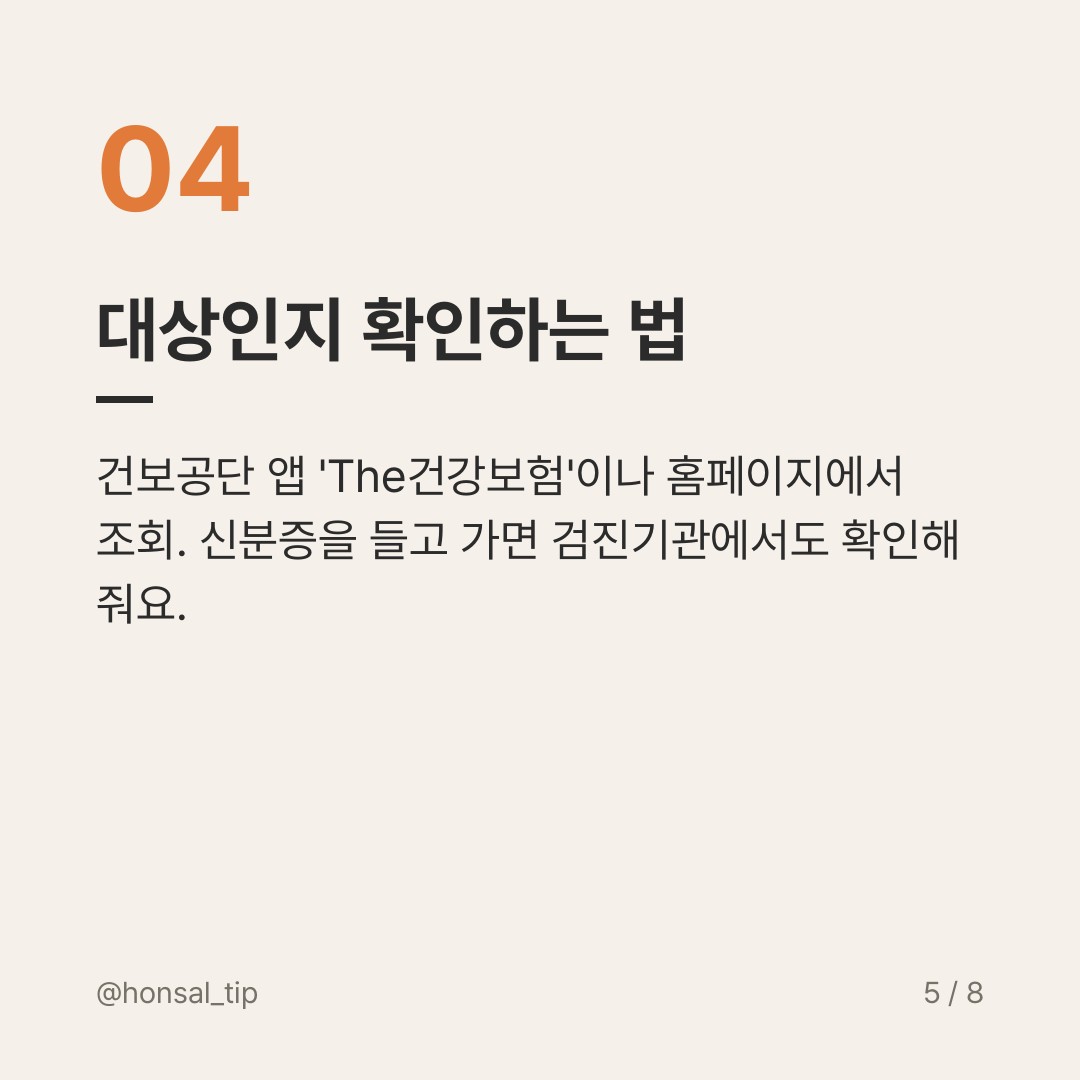 04
대상인지 확인하는 법
건보공단 앱 'The건강보험'이나 홈페이지에서
조회. 신분증을 들고 가면 검진기관에서도 확인해
줘요.
@honsal_tip
5 / 8